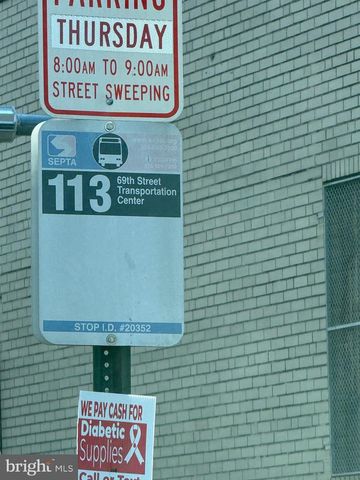 PARKING
THURSDAY
8:00AM TO 9:00AM
STREET SWEEPING
SEPTA
113
69th Street
Transportation
Center
STOP I.D. #20352
WE PAY CASH FOR
Diabetic
Supplies
Call or Text
bright MLS